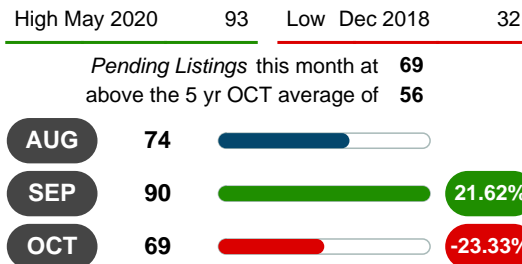 High May 2020 93 Low Dec 2018 32
Pending Listings this month at 69
above the 5 yr OCT average of 56
AUG 74
SEP 90 21.62%
OCT 69 -23.33%